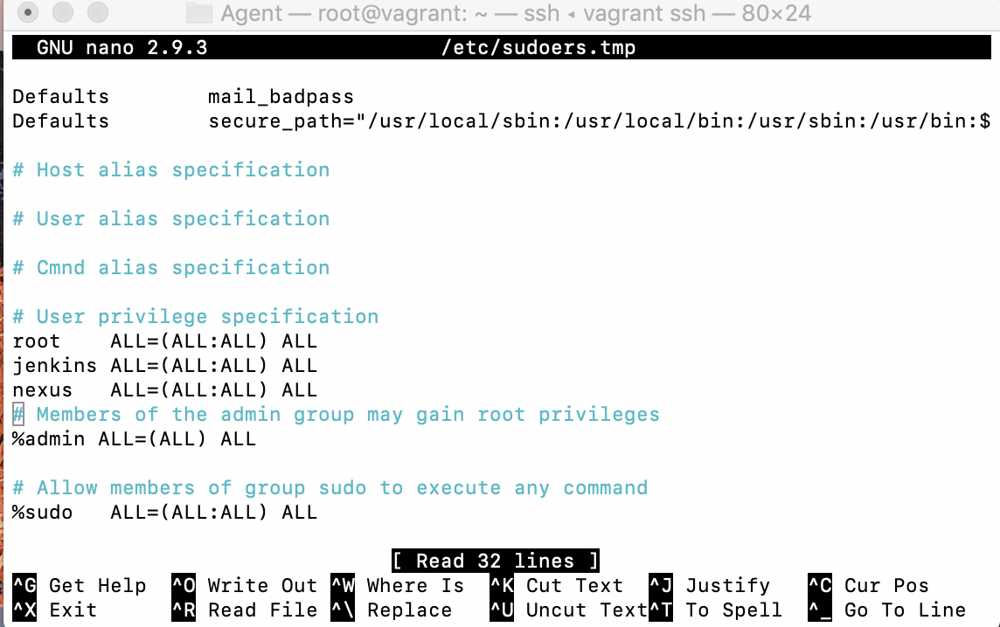 Agent — root@vagrant: ~ — ssh ◂ vagrant ssh — 80×24
GNU nano 2.9.3 /etc/sudoers.tmp
Defaults mail_badpass
Defaults secure_path="/usr/local/sbin:/usr/local/bin:/usr/sbin:/usr/bin:$
# Host alias specification
# User alias specification
# Cmnd alias specification
# User privilege specification
root ALL=(ALL:ALL) ALL
jenkins ALL=(ALL:ALL) ALL
nexus ALL=(ALL:ALL) ALL
# Members of the admin group may gain root privileges
%admin ALL=(ALL) ALL
# Allow members of group sudo to execute any command
%sudo ALL=(ALL:ALL) ALL
[ Read 32 lines ]
^G Get Help ^O Write Out ^W Where Is ^K Cut Text ^J Justify ^C Cur Pos
^X Exit ^R Read File ^\ Replace ^U Uncut Text ^T To Spell ^_ Go To Line